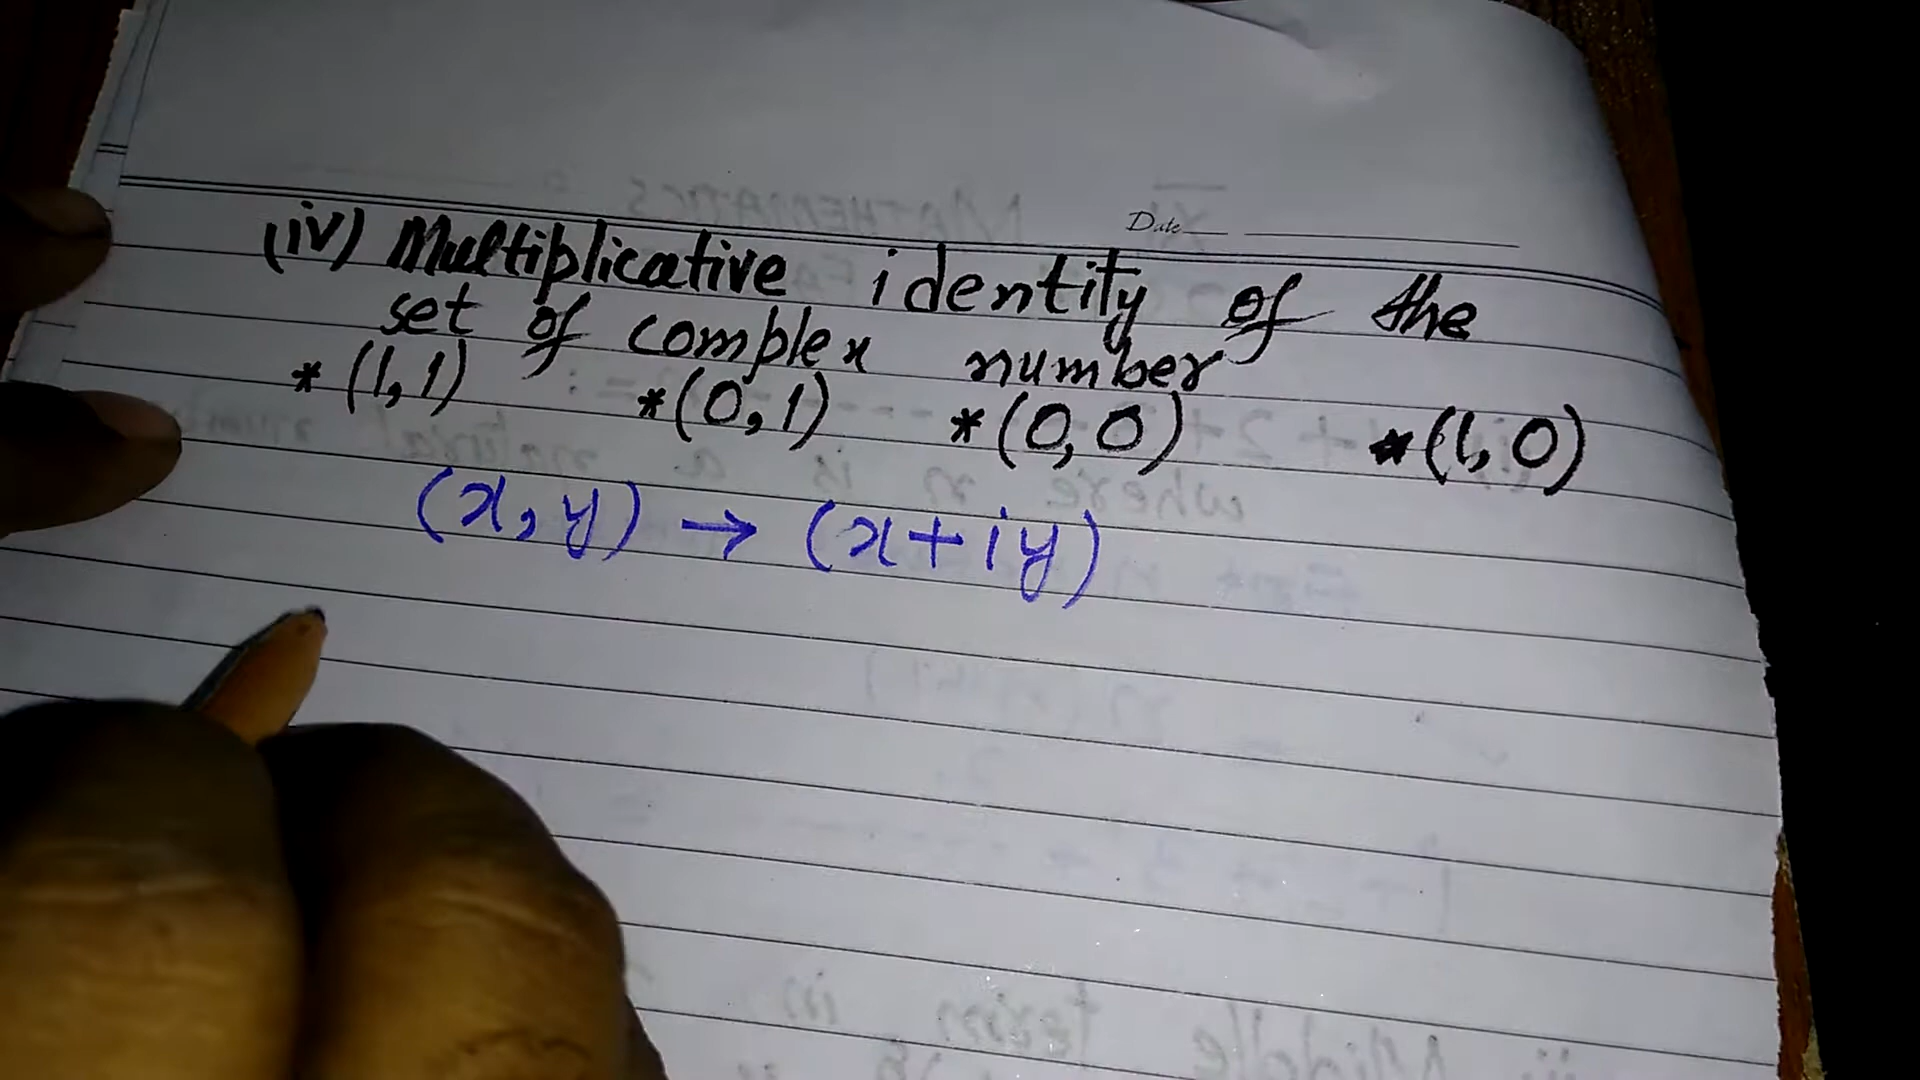 Date
(iv) Multiplicative identity of the
set of complex number
* (1,1) * (0,1) * (0,0) * (1,0)
(x,y) → (x+iy)